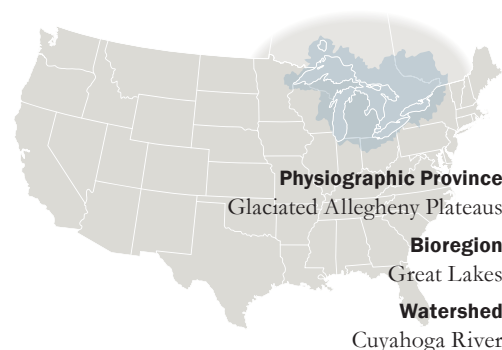 Physiographic Province
Glaciated Allegheny Plateaus
Bioregion
Great Lakes
Watershed
Cuyahoga River